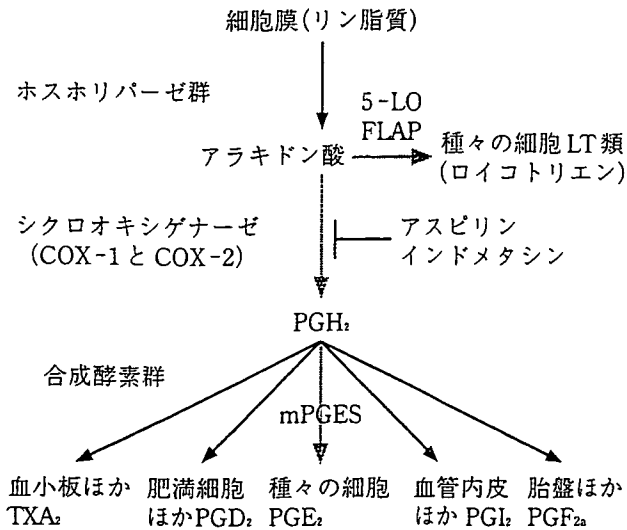 細胞膜(リン脂質)
ホスホリパーゼ群
5-LO
FLAP
アラキドン酸
種々の細胞LT類
(ロイコトリエン)
シクロオキシゲナーゼ
(COX-1とCOX-2)
アスピリン
インドメタシン
PGH₂
合成酵素群
mPGES
血小板ほか
TXA₂
肥満細胞
ほかPGD₂
種々の細胞
PGE₂
血管内皮
ほかPGI₂
胎盤ほか
PGF₂a